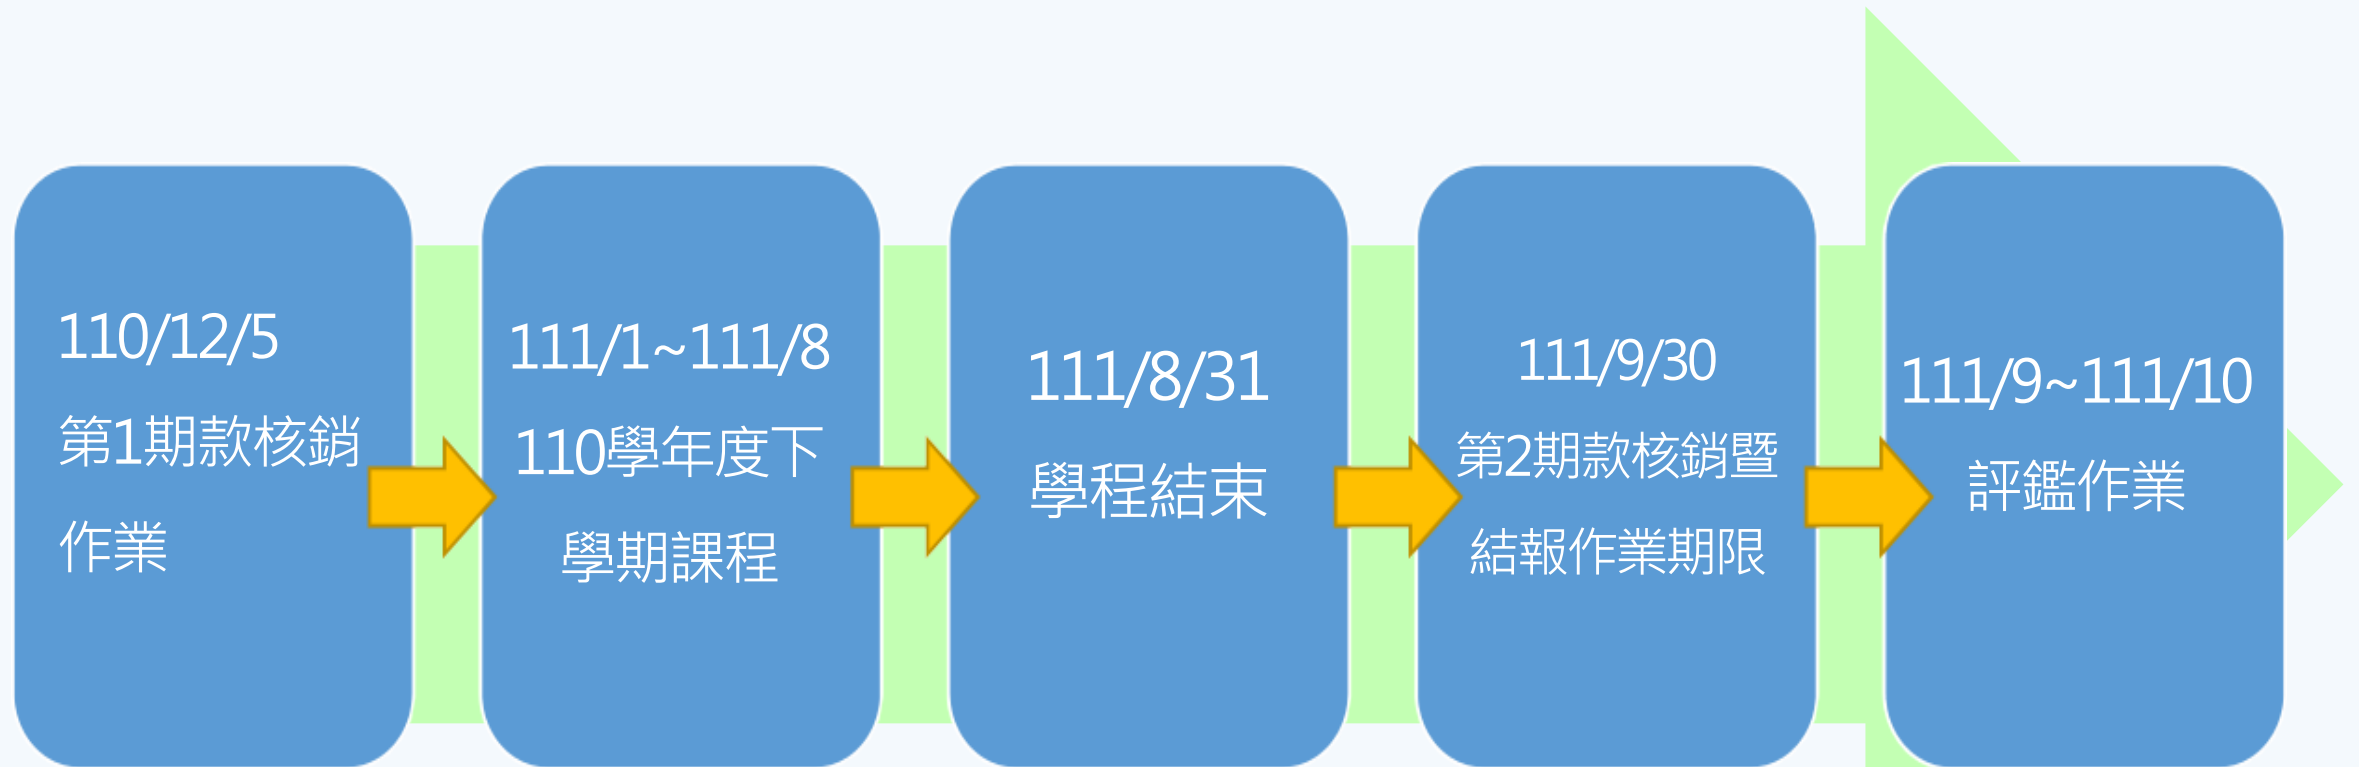 110/12/5
第1期款核銷
作業
111/1~111/8
110學年度下
學期課程
111/8/31
學程結束
111/9/30
第2期款核銷暨
結報作業期限
111/9~111/10
評鑑作業